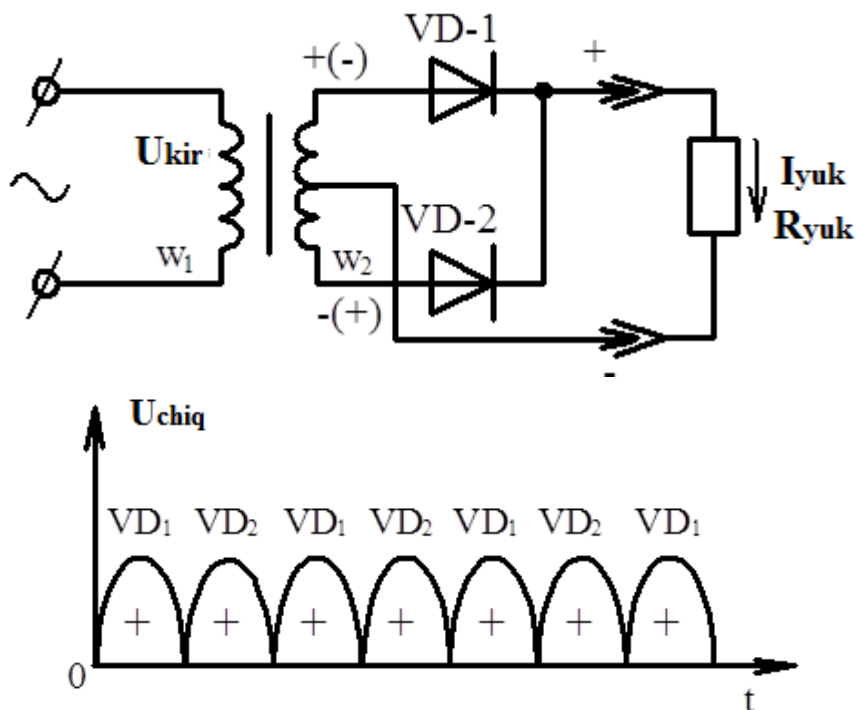 VD-1
+(-)
+
Ukir
Iyuk
Ryuk
VD-2
W1
W2
-(+)
-
Uchiq
VD1 VD2 VD1 VD2 VD1 VD2 VD1
+ + + + + + +
0
t